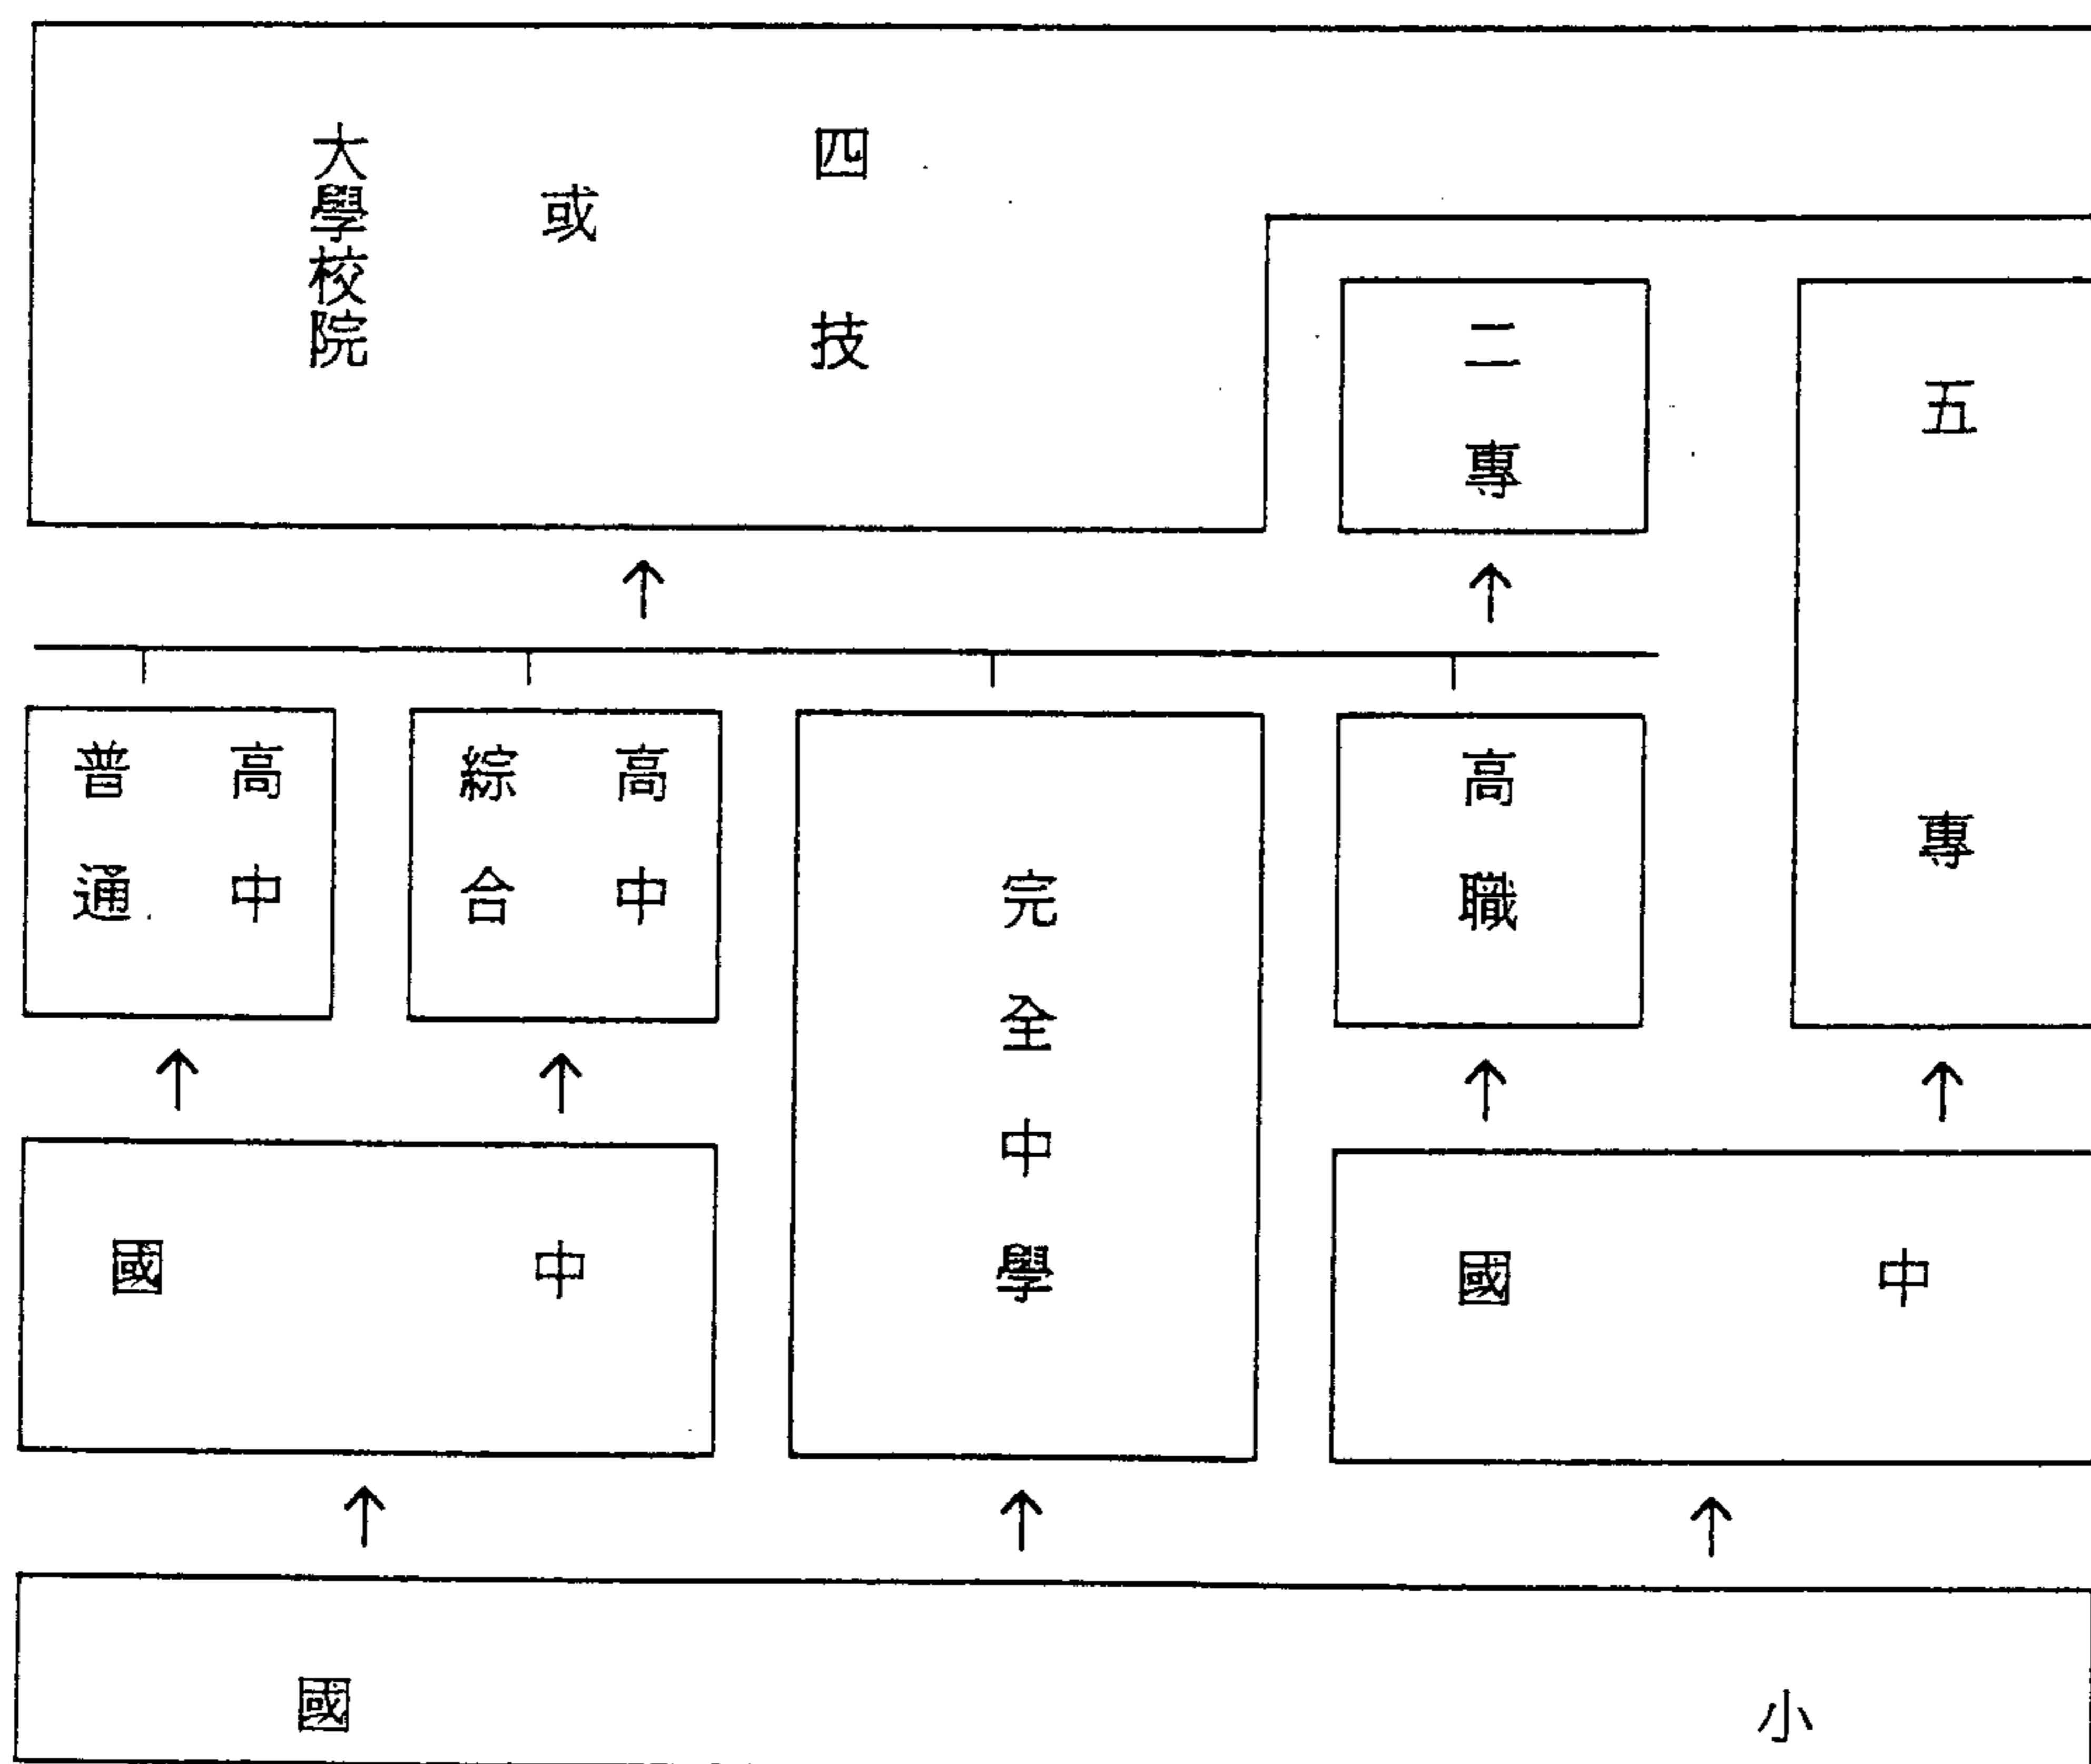 大學校院
或
四技
二專
五專
普通
高中
綜合
高中
完全中學
高職
國中
國中
國小